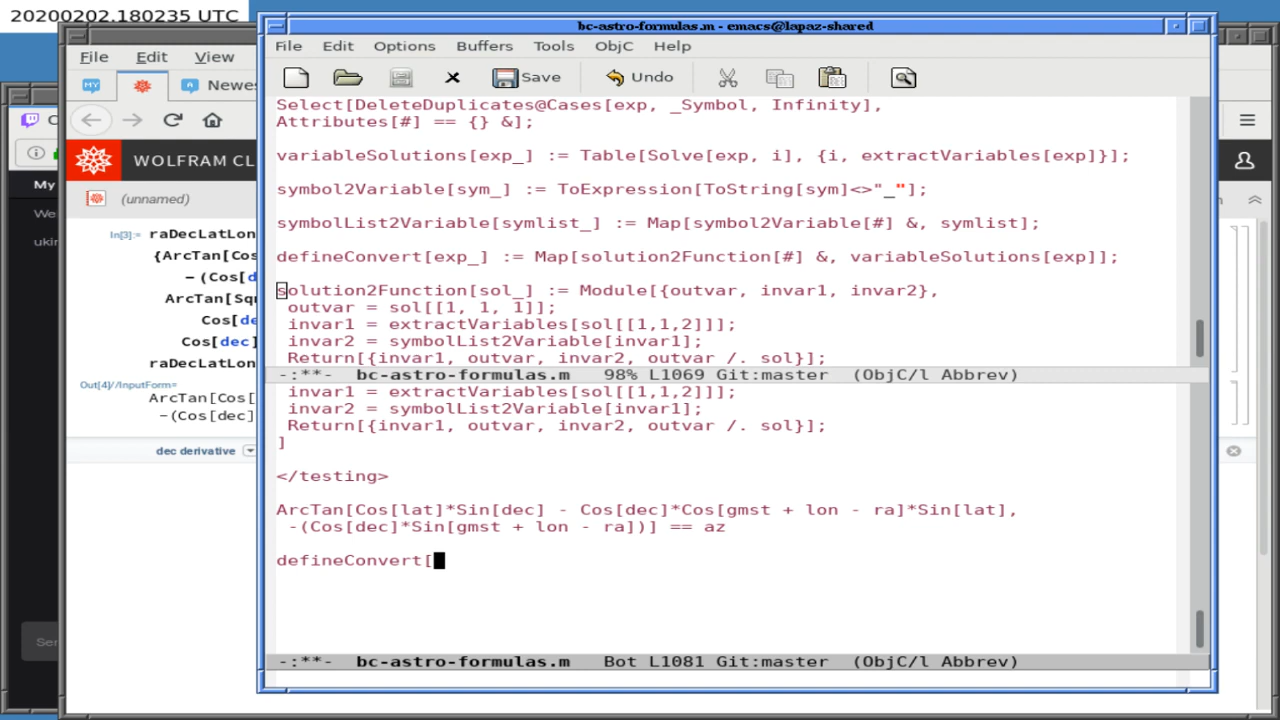 20200202.180235 UTC
bc-astro-formulas.m - emacs@lapaz-shared
File Edit Options Buffers Tools ObjC Help
Save Undo
Select[DeleteDuplicates@Cases[exp, _Symbol, Infinity],
Attributes[#] == {} &];
variableSolutions[exp_] := Table[Solve[exp, i], {i, extractVariables[exp]}];
symbol2Variable[sym_] := ToExpression[ToString[sym]<>"_"];
symbolList2Variable[symlist_] := Map[symbol2Variable[#] &, symlist];
defineConvert[exp_] := Map[solution2Function[#] &, variableSolutions[exp]];
solution2Function[sol_] := Module[{outvar, invar1, invar2},
outvar = sol[[1, 1, 1]];
invar1 = extractVariables[sol[[1,1,2]]];
invar2 = symbolList2Variable[invar1];
Return[{invar1, outvar, invar2, outvar /. sol}];
-:**- bc-astro-formulas.m 98% L1069 Git:master (ObjC/l Abbrev)
invar1 = extractVariables[sol[[1,1,2]]];
invar2 = symbolList2Variable[invar1];
Return[{invar1, outvar, invar2, outvar /. sol}];
]
</testing>
ArcTan[Cos[lat]*Sin[dec] - Cos[dec]*Cos[gmst + lon - ra]*Sin[lat],
-(Cos[dec]*Sin[gmst + lon - ra])] == az
defineConvert[
-:**- bc-astro-formulas.m Bot L1081 Git:master (ObjC/l Abbrev)
File Edit View
MY Newe
WOLFRAM CL
(unnamed)
In[3]:= raDecLatLon
{ArcTan[Cos
-(Cos[d
ArcTan[Sq
Cos[de
Cos[dec]
raDecLatLon
Out[4]//InputForm=
ArcTan[Cos[
-(Cos[dec]
dec derivative
My
We
ukin
Sen